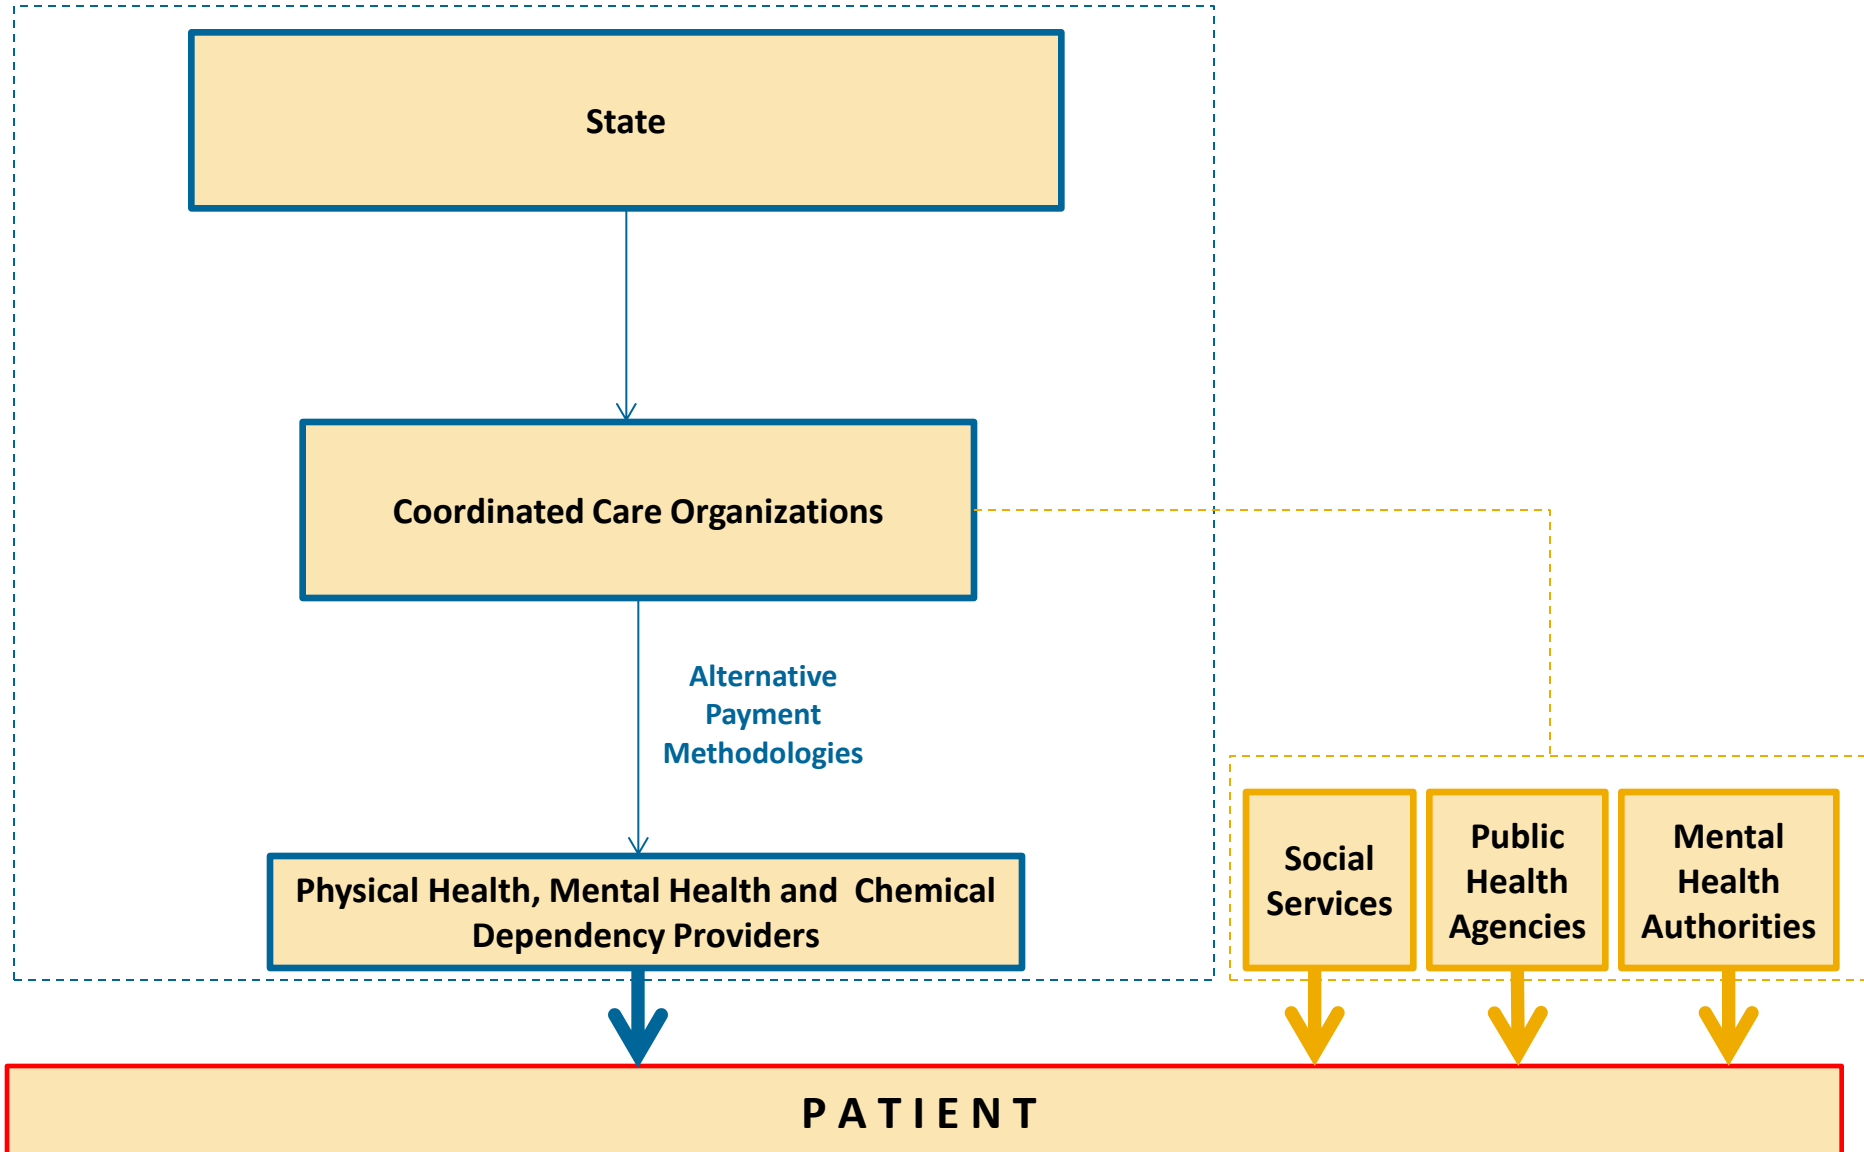 State
Coordinated Care Organizations
Alternative
Payment
Methodologies
Physical Health, Mental Health and  Chemical
Dependency Providers
Social
Services
Public
Health
Agencies
Mental
Health
Authorities
P A T I E N T